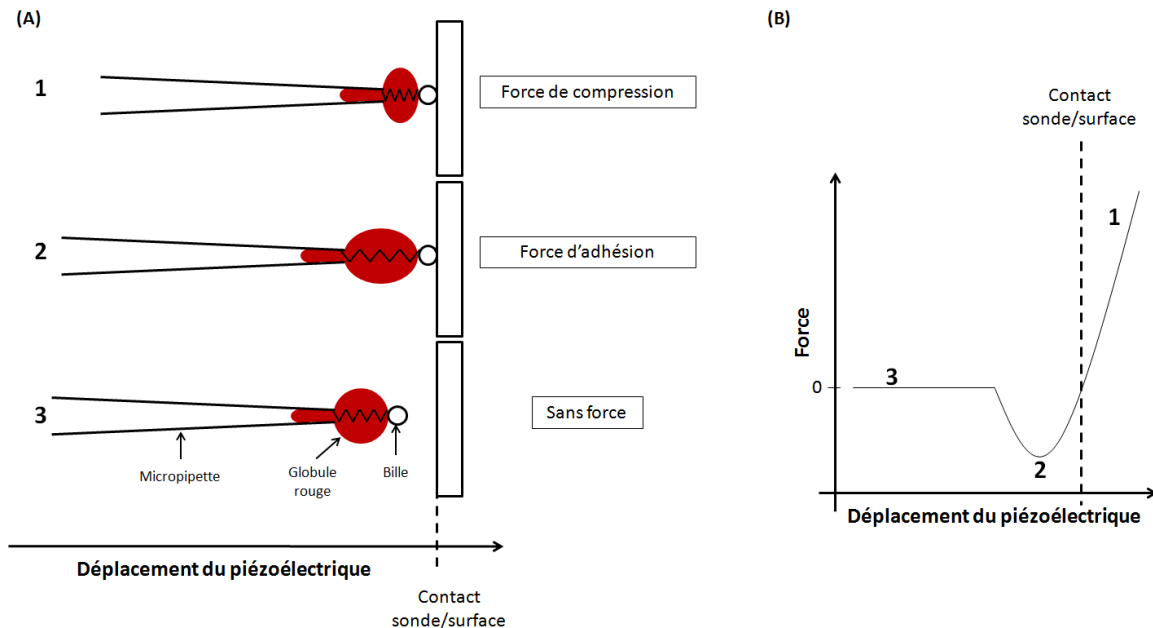 (A)
1
Force de compression
2
Force d’adhésion
3
Sans force
Micropipette
Globule
rouge
Bille
Déplacement du piézoélectrique
Contact
sonde/surface
(B)
Contact
sonde/surface
1
Force
0
3
2
Déplacement du piézoélectrique